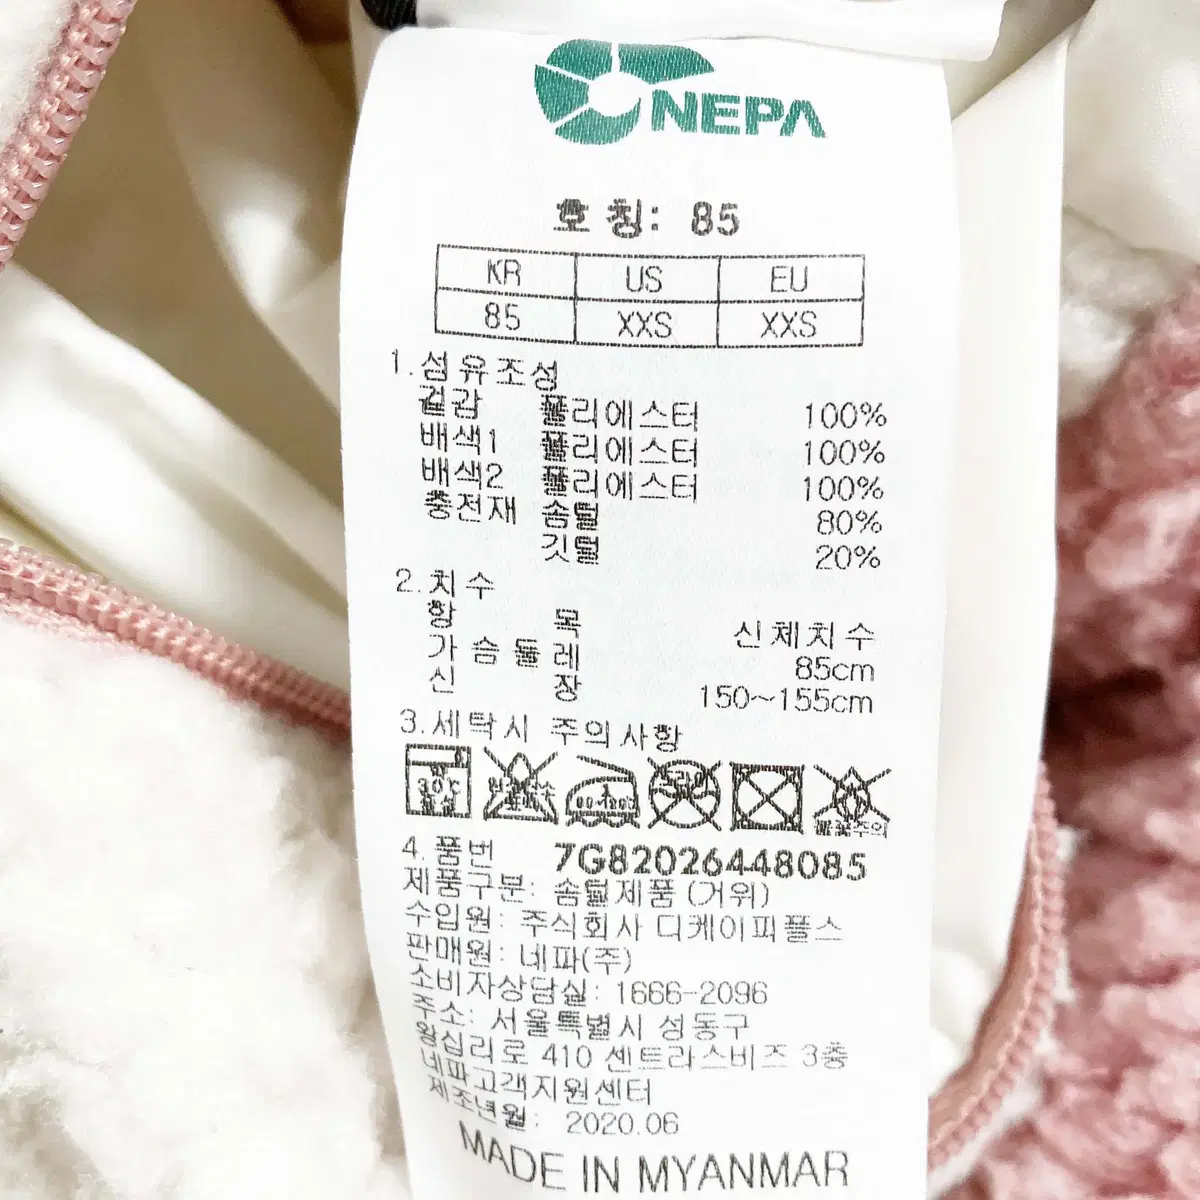 NEPA
호칭: 85
KR US EU
85 XXS XXS
1.섬유조성
겉감 폴리에스터 100%
배색1 폴리에스터 100%
배색2 폴리에스터 100%
충전재 솜털 80%
깃털 20%
2.치수
항 목 신체치수
가슴둘레 85cm
신 장 150~155cm
3.세탁시 주의사항
30℃
4.품번 7G82026448085
제품구분: 솜털제품(거위)
수입원: 주식회사 디케이피플스
판매원: 네파(주)
소비자상담실: 1666-2096
주소: 서울특별시 성동구
왕십리로 410 센트라스비즈 3층
네파고객지원센터
제조년월: 2020.06
MADE IN MYANMAR